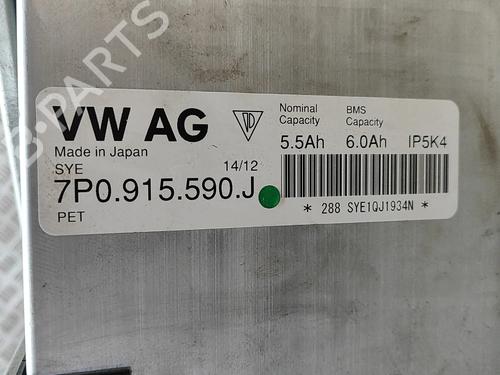 B-PARTS
VW AG
Made in Japan
SYE 14/12
7P0.915.590.J
PET
Nominal Capacity
5.5Ah
BMS Capacity
6.0Ah
IP5K4
* 288 SYE1QJ1934N *